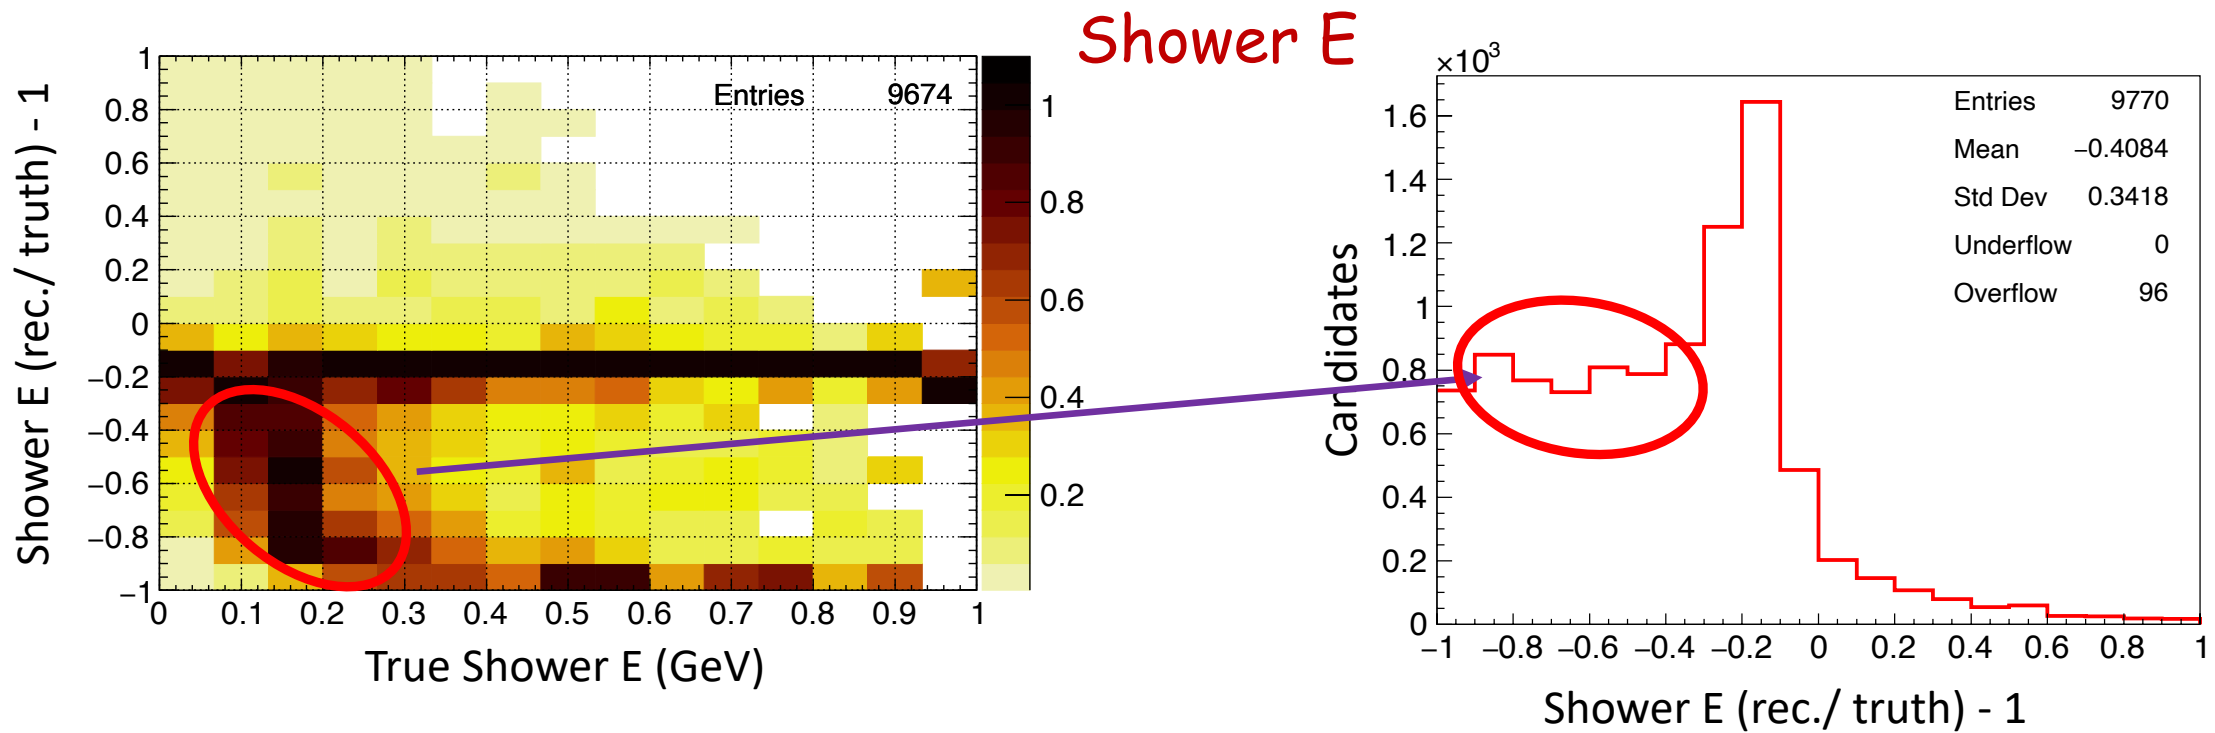 Shower E
Shower E (rec./ truth) - 1
1
0.8
0.6
0.4
0.2
0
−0.2
−0.4
−0.6
−0.8
−1
Entries 9674
0 0.1 0.2 0.3 0.4 0.5 0.6 0.7 0.8 0.9 1
True Shower E (GeV)
1
0.8
0.6
0.4
0.2
×10³
Candidates
1.6
1.4
1.2
1
0.8
0.6
0.4
0.2
0
Entries 9770
Mean −0.4084
Std Dev 0.3418
Underflow 0
Overflow 96
−1 −0.8 −0.6 −0.4 −0.2 0 0.2 0.4 0.6 0.8 1
Shower E (rec./ truth) - 1